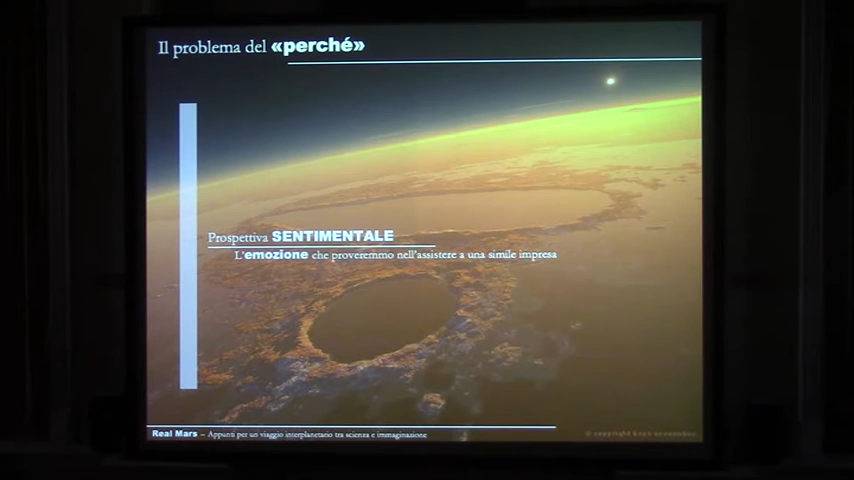 Il problema del «perché»
Prospettiva SENTIMENTALE
L'emozione che proveremmo nell'assistere a una simile impresa
Real Mars – Appunti per un viaggio interplanetario tra scienza e immaginazione
© copyright